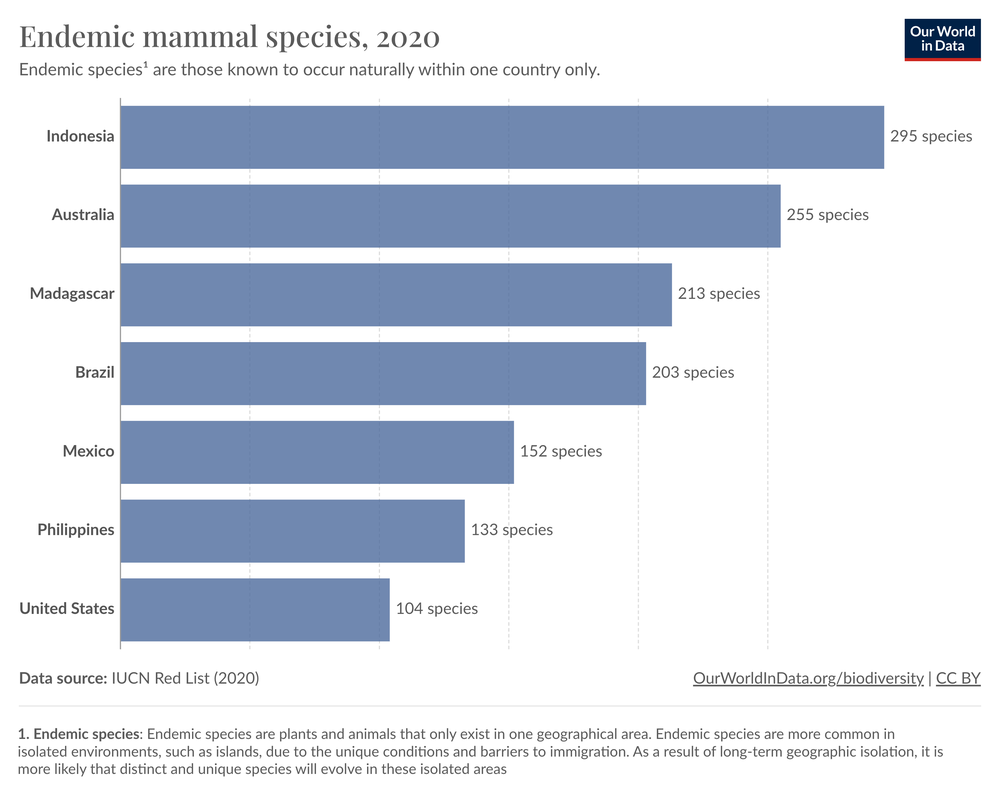 Endemic mammal species, 2020
Our World
in Data
Endemic species¹ are those known to occur naturally within one country only.
Indonesia
295 species
Australia
255 species
Madagascar
213 species
Brazil
203 species
Mexico
152 species
Philippines
133 species
United States
104 species
Data source: IUCN Red List (2020)
OurWorldInData.org/biodiversity | CC BY
1. Endemic species: Endemic species are plants and animals that only exist in one geographical area. Endemic species are more common in
isolated environments, such as islands, due to the unique conditions and barriers to immigration. As a result of long-term geographic isolation, it is
more likely that distinct and unique species will evolve in these isolated areas